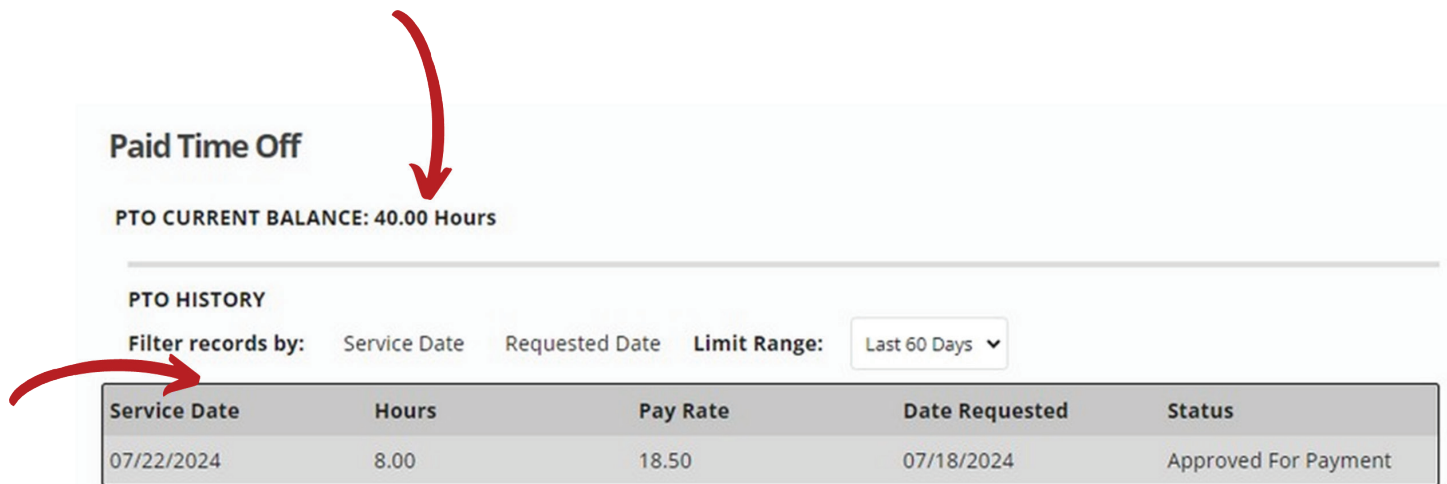 Paid Time Off
PTO CURRENT BALANCE: 40.00 Hours
PTO HISTORY
Filter records by: Service Date Requested Date Limit Range: Last 60 Days
Service Date Hours Pay Rate Date Requested Status
07/22/2024 8.00 18.50 07/18/2024 Approved For Payment